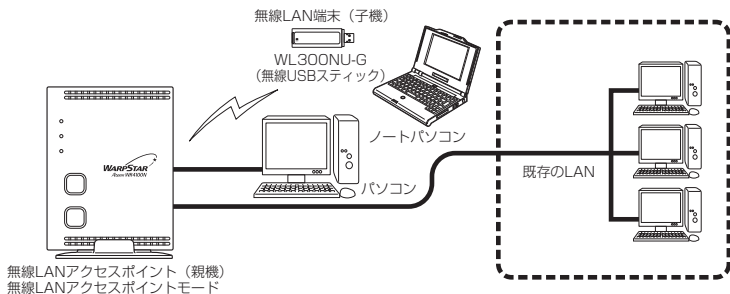 無線LAN端末（子機）
WL300NU-G
（無線USBスティック）
ノートパソコン
WARPSTAR
Aterm WR4100N
パソコン
既存のLAN
無線LANアクセスポイント（親機）
無線LANアクセスポイントモード